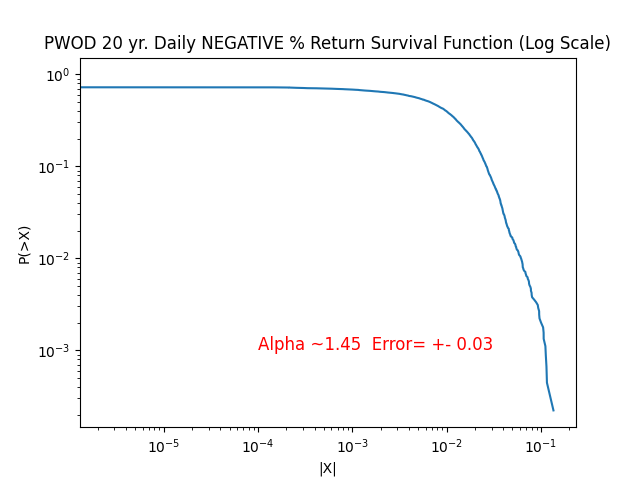 PWOD 20 yr. Daily NEGATIVE % Return Survival Function (Log Scale)
10⁰
10⁻¹
10⁻²
10⁻³
P(>X)
Alpha ~1.45  Error= +- 0.03
10⁻⁵ 10⁻⁴ 10⁻³ 10⁻² 10⁻¹
|X|